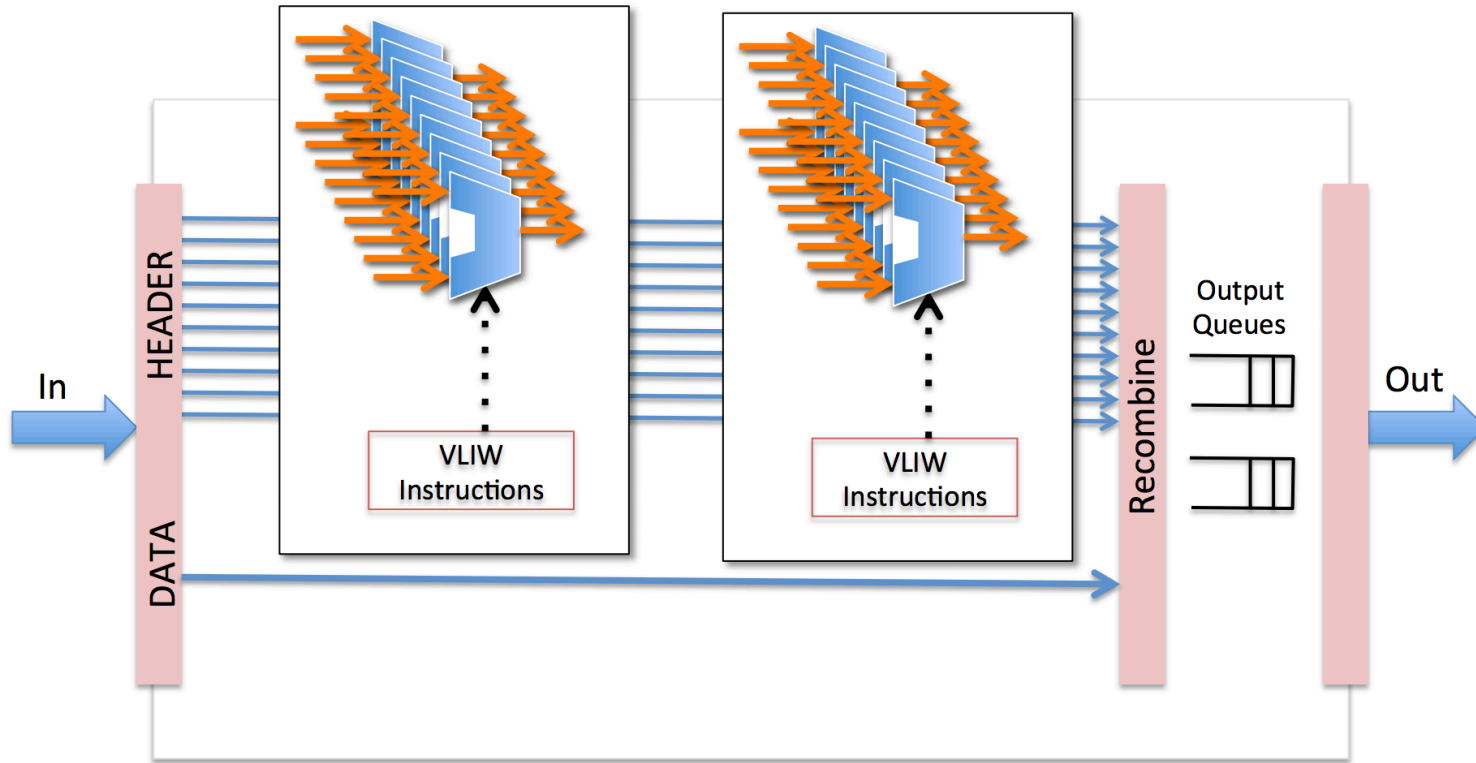 In
HEADER
DATA
VLIW
Instructions
VLIW
Instructions
Recombine
Output
Queues
Out